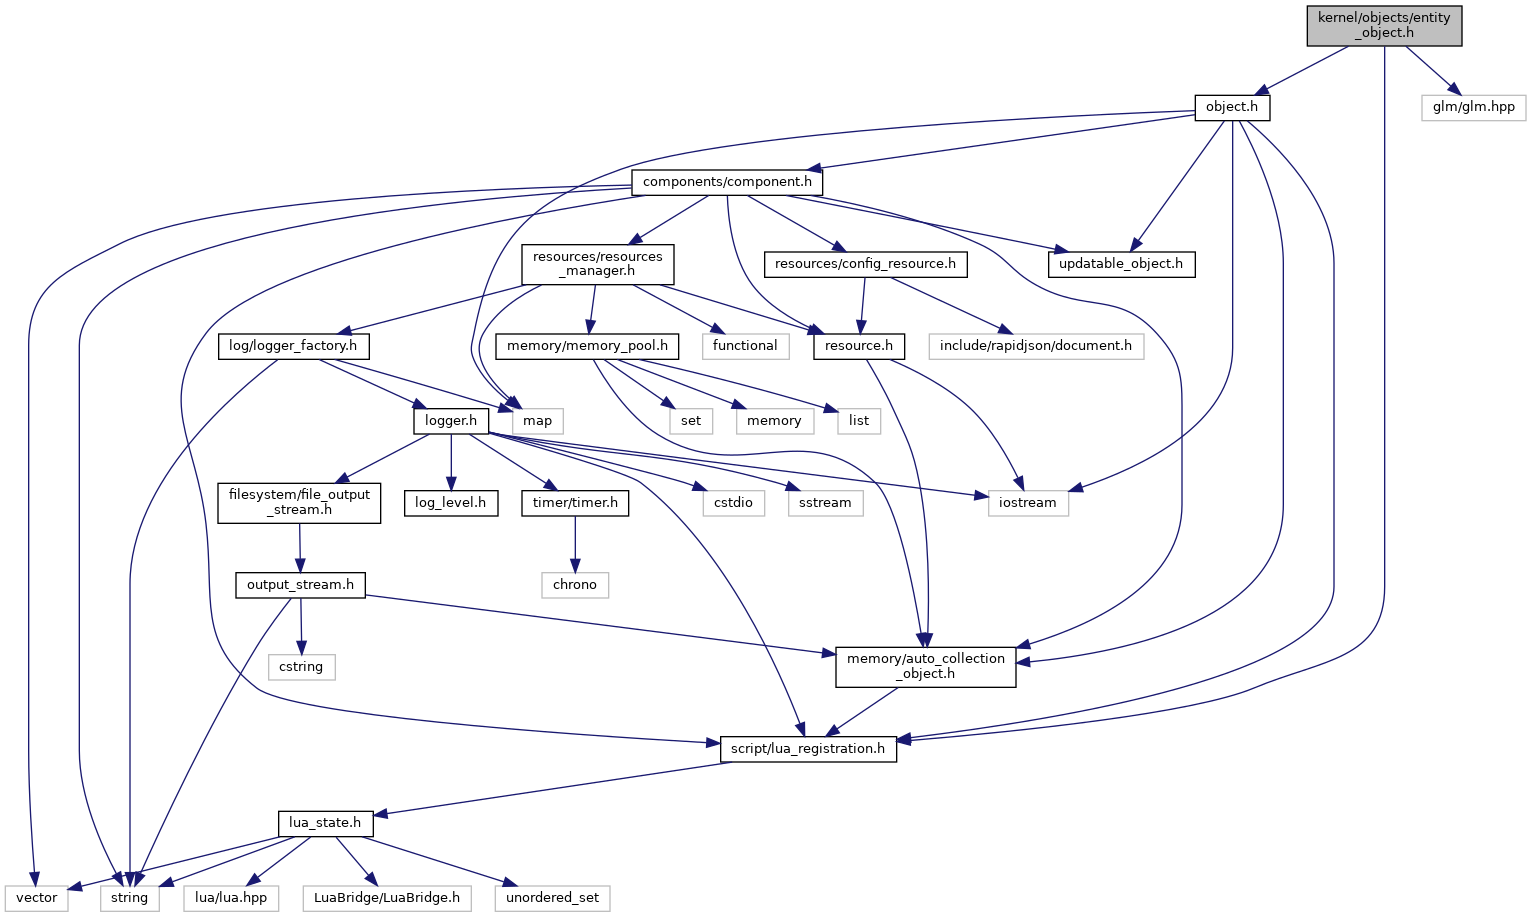 kernel/objects/entity
_object.h
object.h
glm/glm.hpp
components/component.h
resources/resources
_manager.h
resources/config_resource.h
updatable_object.h
log/logger_factory.h
memory/memory_pool.h
functional
resource.h
include/rapidjson/document.h
logger.h
map
set
memory
list
filesystem/file_output
_stream.h
log_level.h
timer/timer.h
cstdio
sstream
iostream
output_stream.h
chrono
cstring
memory/auto_collection
_object.h
script/lua_registration.h
lua_state.h
vector
string
lua/lua.hpp
LuaBridge/LuaBridge.h
unordered_set